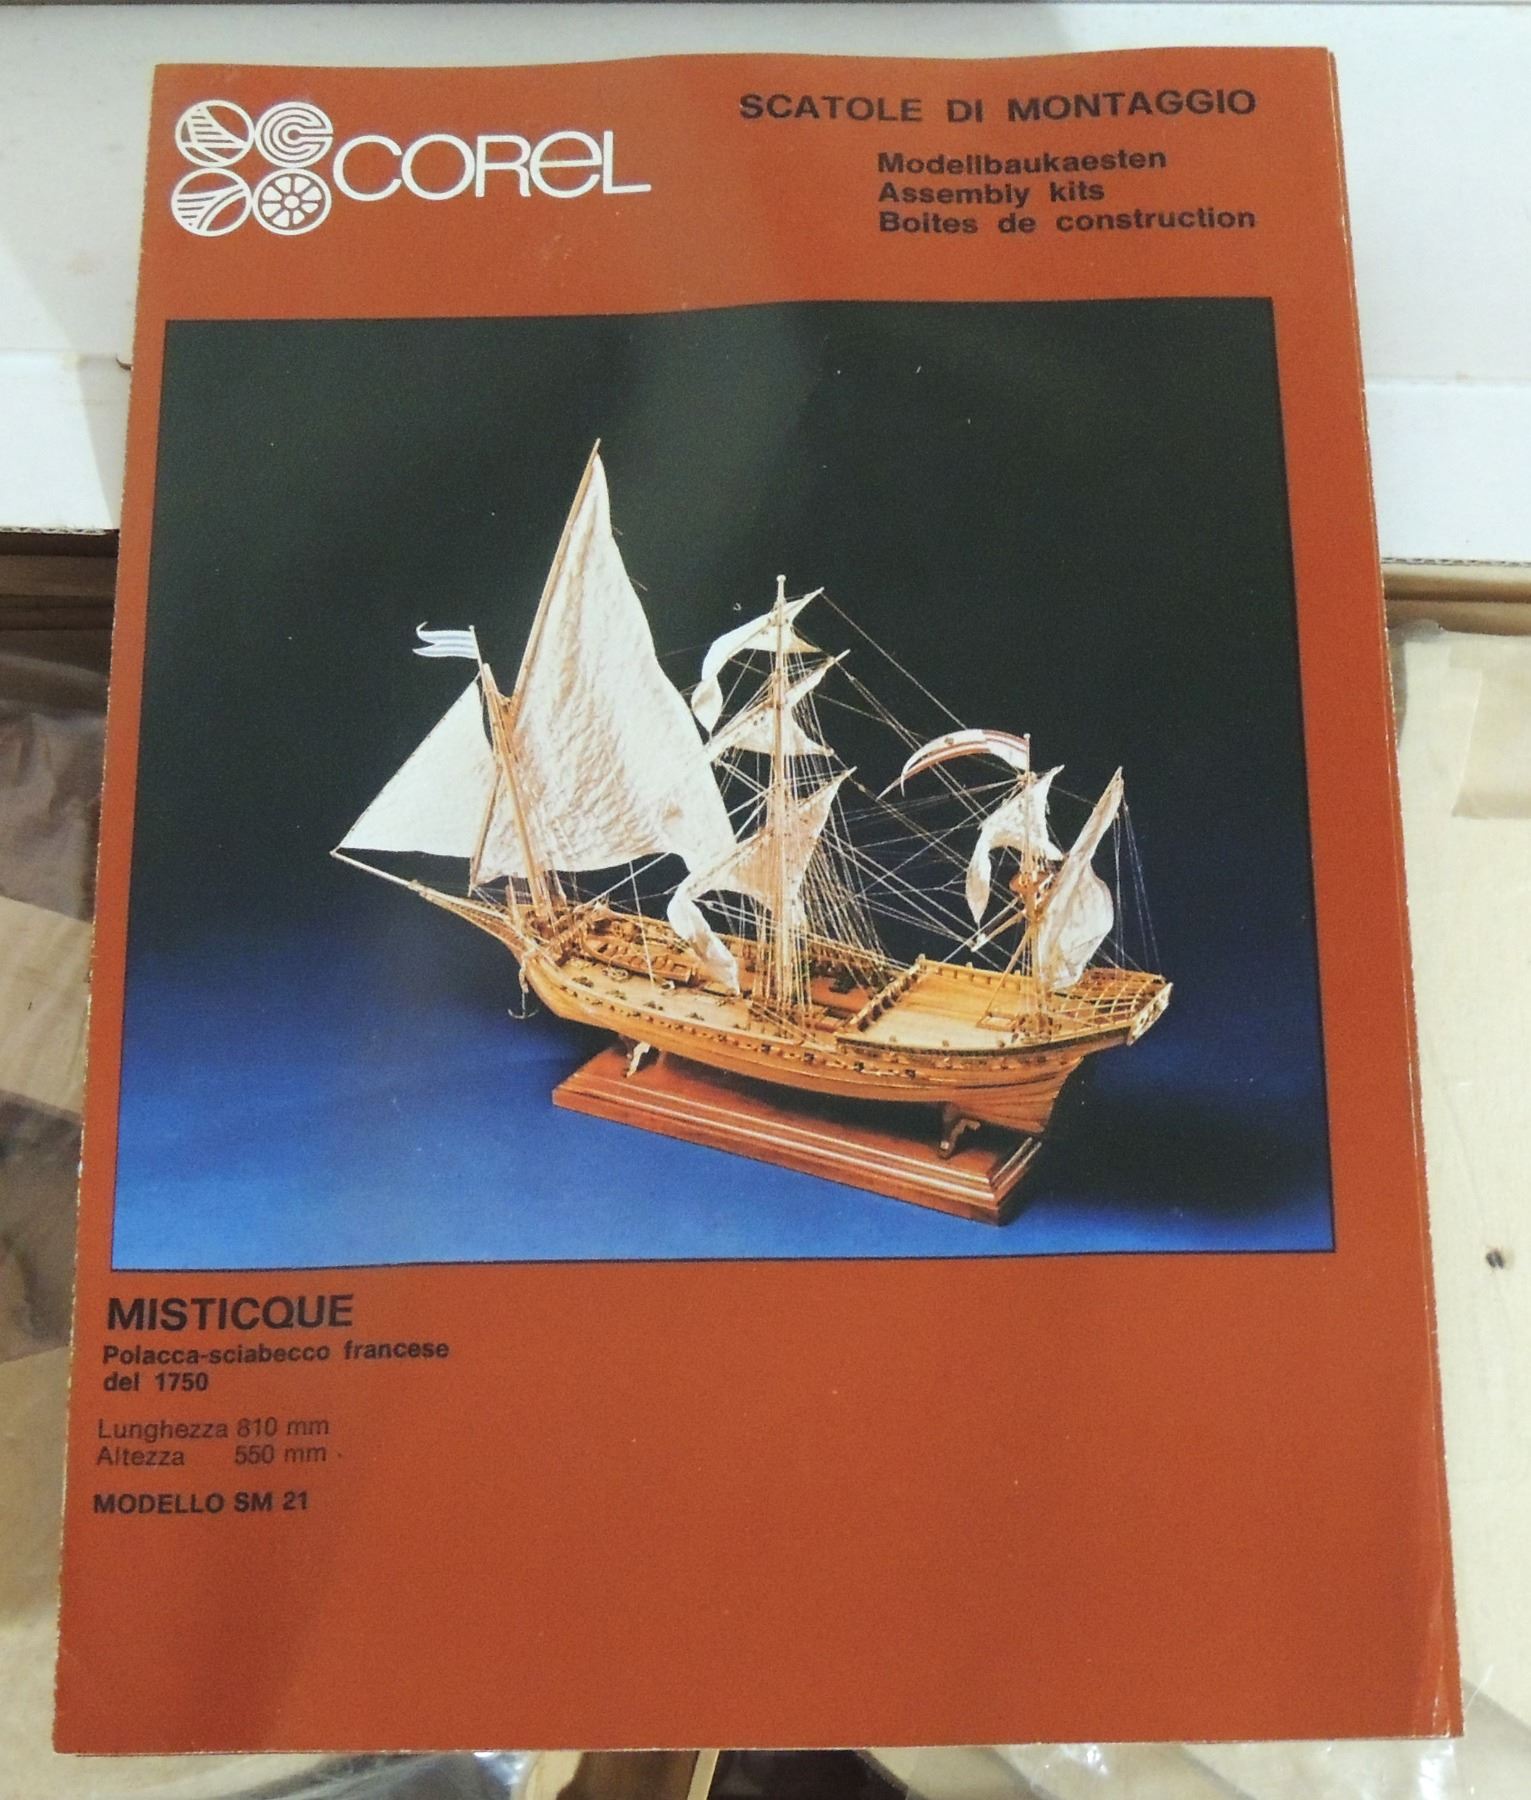 COREL
SCATOLE DI MONTAGGIO
Modellbaukaesten
Assembly kits
Boites de construction
MISTICQUE
Polacca-sciabecco francese
del 1750
Lunghezza 810 mm
Altezza 550 mm
MODELLO SM 21